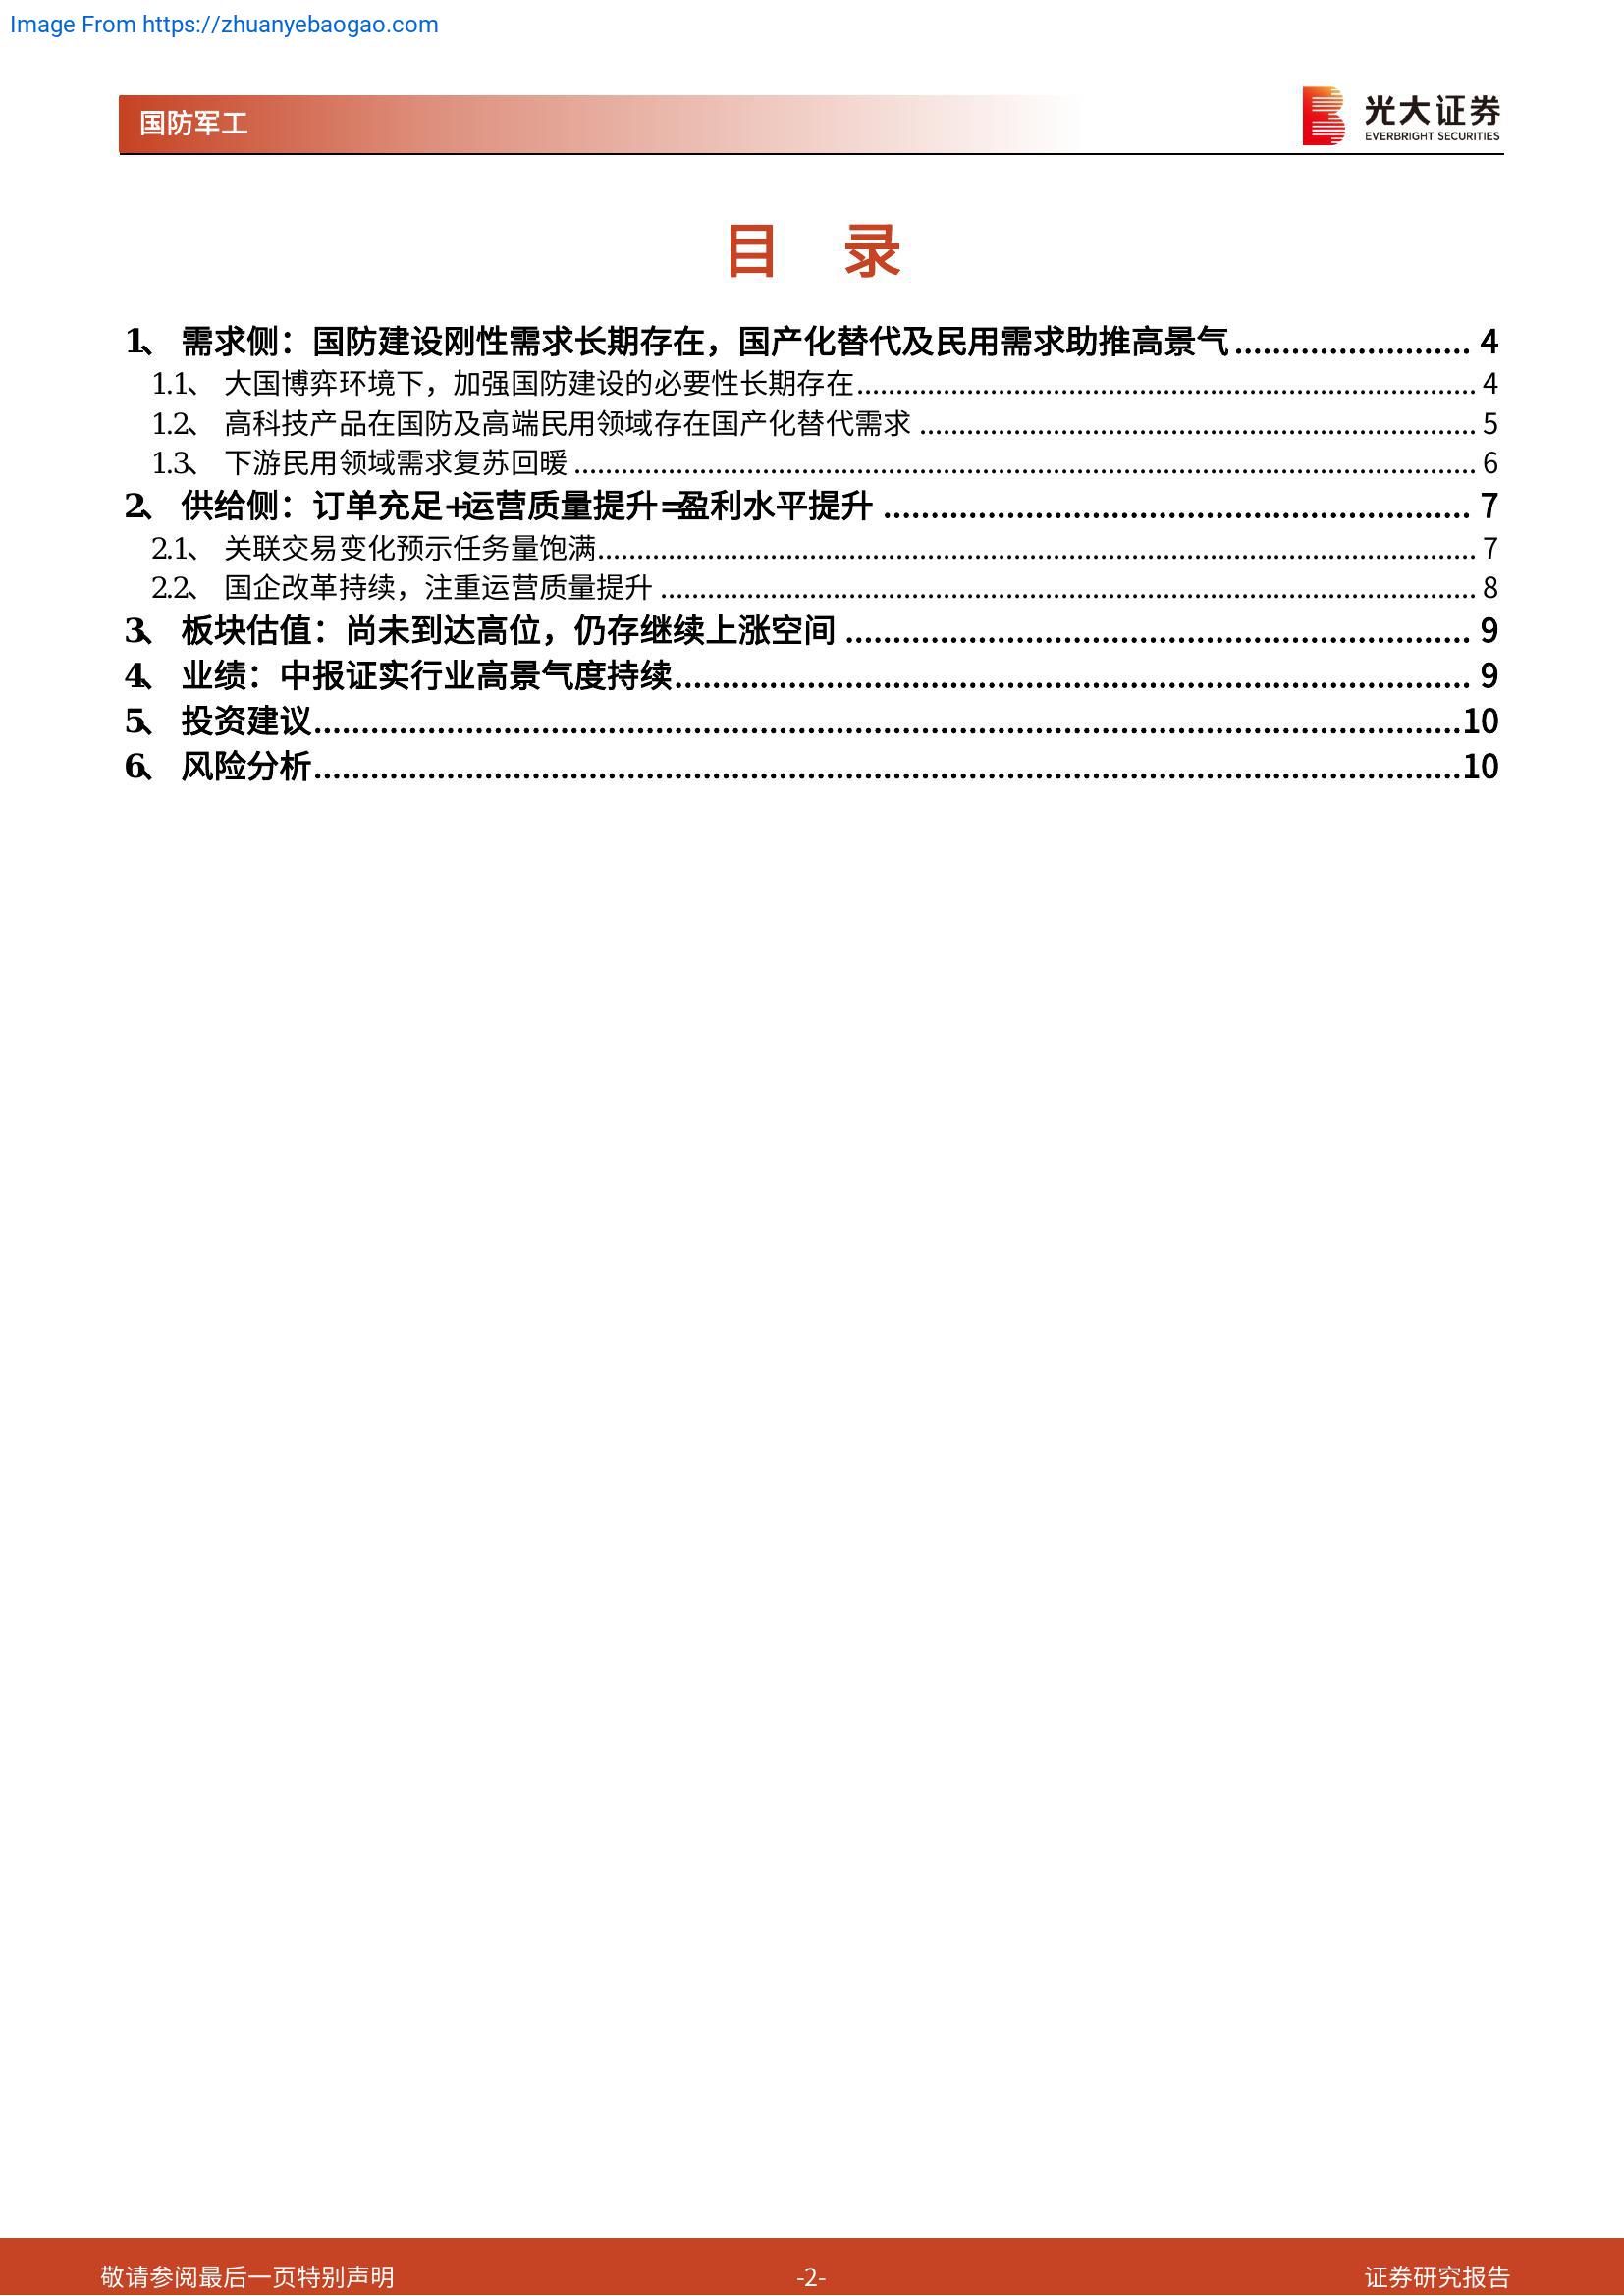 Image From https://zhuanyebaogao.com
国防军工
光大证券
EVERBRIGHT SECURITIES
目 录
1、 需求侧：国防建设刚性需求长期存在，国产化替代及民用需求助推高景气........................ 4
1.1、 大国博弈环境下，加强国防建设的必要性长期存在........................ 4
1.2、 高科技产品在国防及高端民用领域存在国产化替代需求........................ 5
1.3、 下游民用领域需求复苏回暖........................ 6
2、 供给侧：订单充足+运营质量提升=盈利水平提升........................ 7
2.1、 关联交易变化预示任务量饱满........................ 7
2.2、 国企改革持续，注重运营质量提升........................ 8
3、 板块估值：尚未到达高位，仍存继续上涨空间........................ 9
4、 业绩：中报证实行业高景气度持续........................ 9
5、 投资建议........................10
6、 风险分析........................10
敬请参阅最后一页特别声明
-2-
证券研究报告